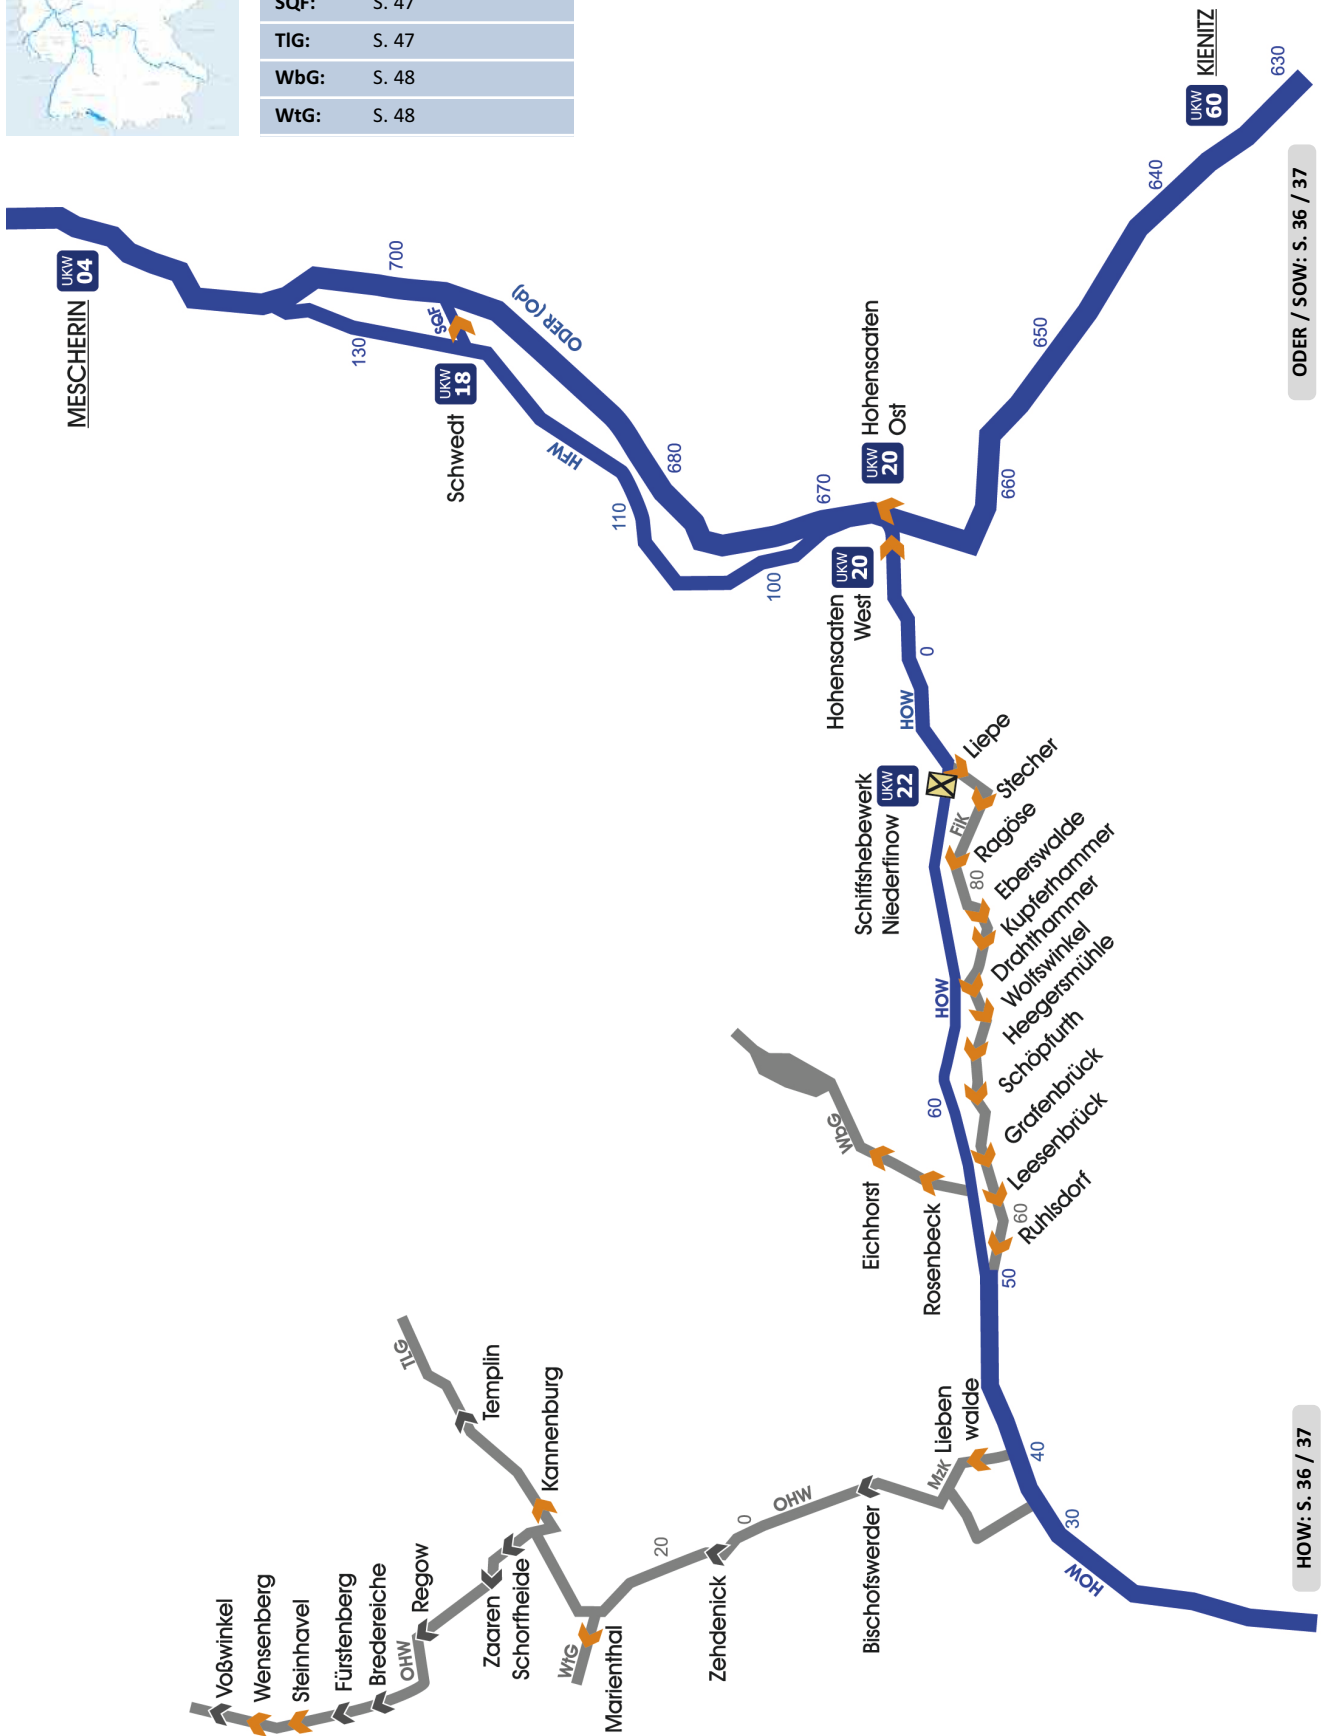 SQF: S. 47
TlG: S. 47
WbG: S. 48
WtG: S. 48
UKW
60
KIENITZ
630
640
650
660
ODER / SOW: S. 36 / 37
MESCHERIN
UKW
04
700
130
SQF
ODER (Od)
UKW
18
Schwedt
HFW
680
110
670
100
Hohensaaten
Ost
UKW
20
Hohensaaten
West
UKW
20
0
HOW
Schiffshebewerk
Niederfinow
UKW
22
Liepe
Stecher
FiK
Ragöse
80
Eberswalde
Kupferhammer
Drahthammer
Wolfswinkel
Heegersmühle
Schöpfurth
Grafenbrück
Leesenbrück
60
Ruhlsdorf
HOW
60
WbG
Eichhorst
Rosenbeck
50
TLG
Templin
Kannenburg
Lieben
walde
MzK
40
30
HOW
OHW
0
20
Bischofswerder
Zehdenick
WtG
Marienthal
Zaaren
Schorfheide
Regow
OHW
Bredereiche
Fürstenberg
Steinhavel
Wensenberg
Voßwinkel
HOW: S. 36 / 37